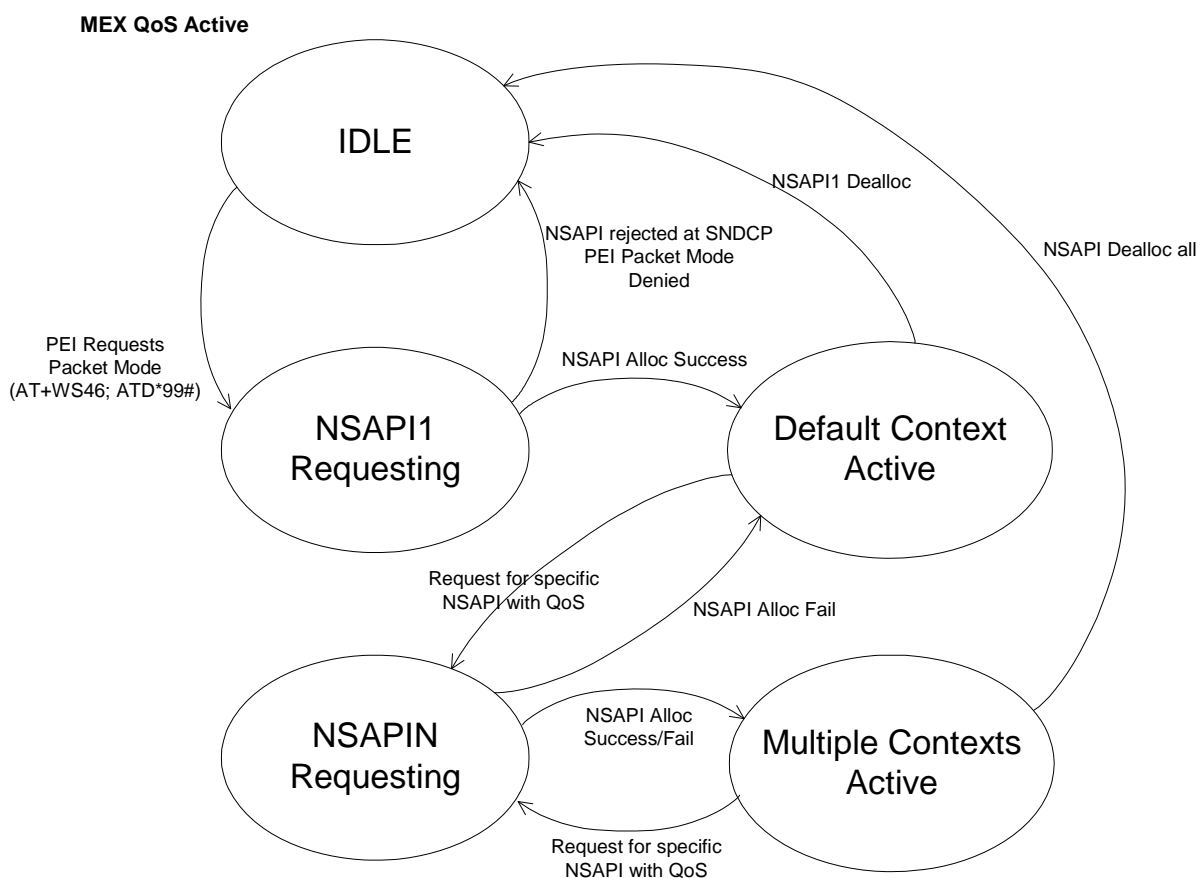 MEX QoS Active
IDLE
NSAPI1 Dealloc
NSAPI rejected at SNDCP
PEI Packet Mode
Denied
NSAPI Dealloc all
PEI Requests
Packet Mode
(AT+WS46; ATD*99#)
NSAPI Alloc Success
NSAPI1
Requesting
Default Context
Active
Request for specific
NSAPI with QoS
NSAPI Alloc Fail
NSAPIN
Requesting
NSAPI Alloc
Success/Fail
Multiple Contexts
Active
Request for specific
NSAPI with QoS